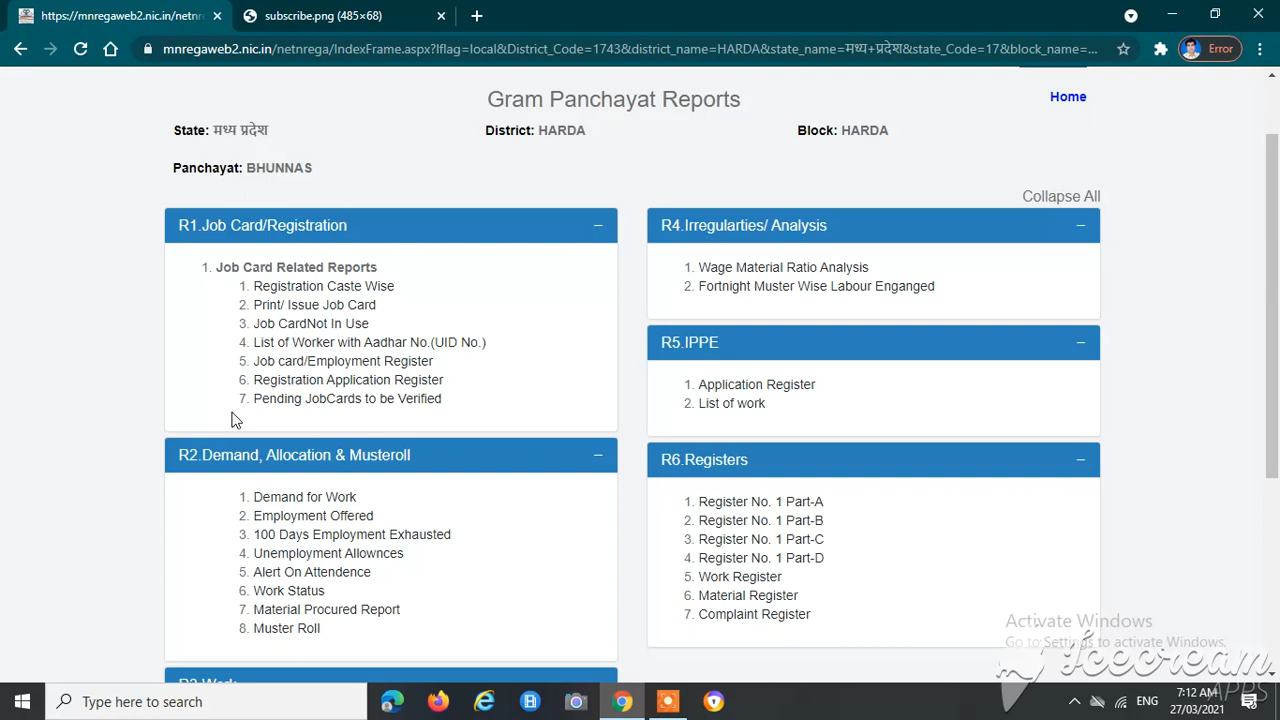 https://mnregaweb2.nic.in/netnr
subscribe.png (485×68)
mnregaweb2.nic.in/netnrega/IndexFrame.aspx?lflag=local&District_Code=1743&district_name=HARDA&state_name=मध्य+प्रदेश&state_Code=17&block_name=...
Error
Gram Panchayat Reports
Home
State: मध्य प्रदेश
District: HARDA
Block: HARDA
Panchayat: BHUNNAS
Collapse All
R1.Job Card/Registration
1. Job Card Related Reports
1. Registration Caste Wise
2. Print/ Issue Job Card
3. Job CardNot In Use
4. List of Worker with Aadhar No.(UID No.)
5. Job card/Employment Register
6. Registration Application Register
7. Pending JobCards to be Verified
R2.Demand, Allocation & Musteroll
1. Demand for Work
2. Employment Offered
3. 100 Days Employment Exhausted
4. Unemployment Allownces
5. Alert On Attendence
6. Work Status
7. Material Procured Report
8. Muster Roll
R4.Irregularties/ Analysis
1. Wage Material Ratio Analysis
2. Fortnight Muster Wise Labour Enganged
R5.IPPE
1. Application Register
2. List of work
R6.Registers
1. Register No. 1 Part-A
2. Register No. 1 Part-B
3. Register No. 1 Part-C
4. Register No. 1 Part-D
5. Work Register
6. Material Register
7. Complaint Register
Activate Windows
Go to Settings to activate Windows.
Icecream
APPS
Type here to search
ENG
7:12 AM
27/03/2021